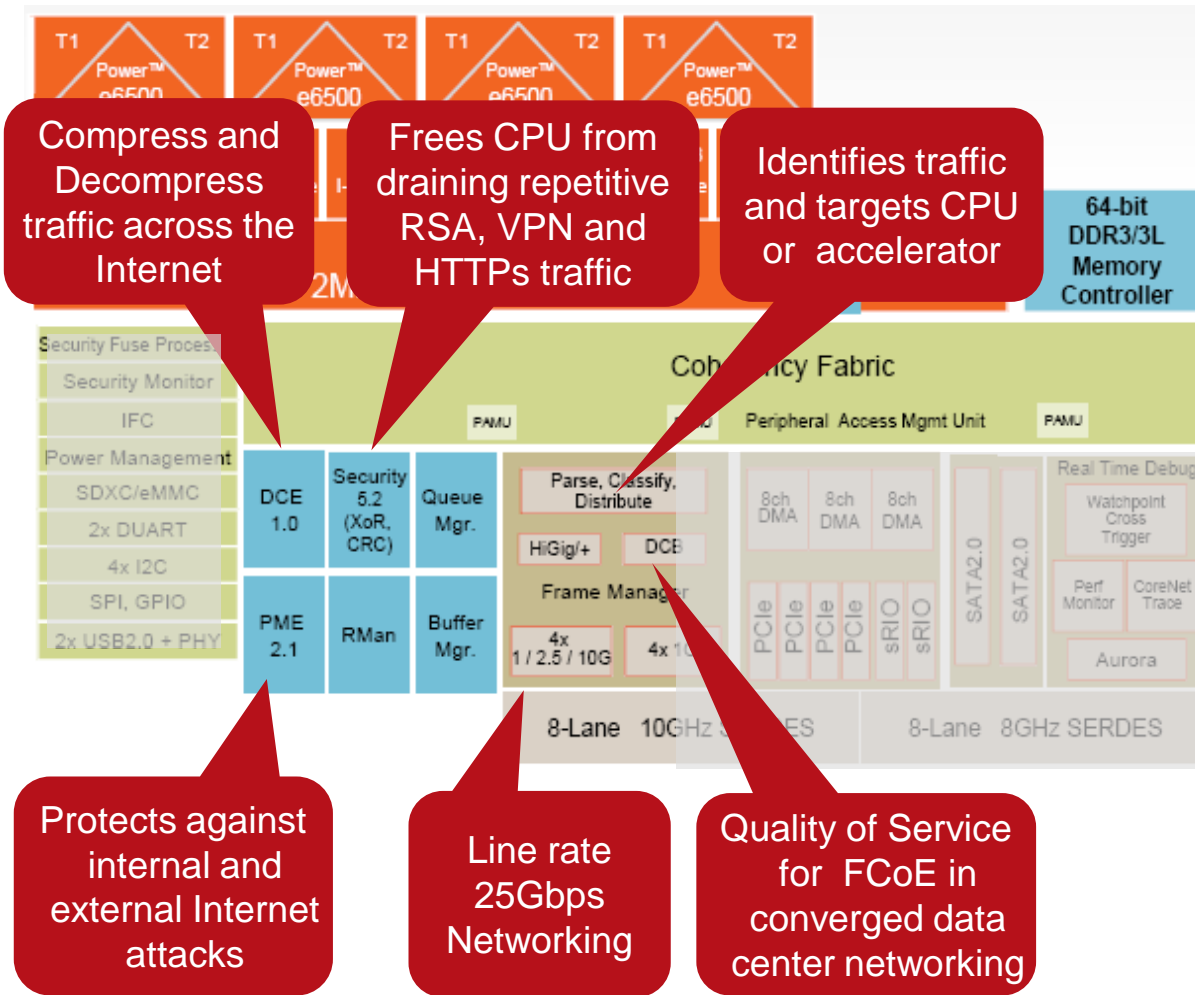 T1
T2
Power™
e6500
T1
T2
Power™
e6500
T1
T2
Power™
e6500
T1
T2
Power™
e6500
Compress and
Decompress
traffic across the
Internet
Frees CPU from
draining repetitive
RSA, VPN and
HTTPs traffic
Identifies traffic
and targets CPU
or accelerator
64-bit
DDR3/3L
Memory
Controller
Security Monitor
IFC
Power Management
SDXC/eMMC
2x DUART
4x I2C
SPI, GPIO
2x USB2.0 + PHY
Fabric
PAMU
Peripheral Access Mgmt Unit
PAMU
DCE
1.0
Security
5.2
(XoR,
CRC)
Queue
Mgr.
PME
2.1
RMan
Buffer
Mgr.
Parse, Classify,
Distribute
HiGig/+
DCB
Frame Manager
4x
1 / 2.5 / 10G
4x
8ch
DMA
8ch
DMA
8ch
DMA
PCIe
PCIe
PCIe
PCIe
sRIO
sRIO
SATA2.0
SATA2.0
Real Time Debug
Watchpoint
Cross
Trigger
Perf
Monitor
CoreNet
Trace
Aurora
8-Lane 10GHz
8-Lane 8GHz SERDES
Protects against
internal and
external Internet
attacks
Line rate
25Gbps
Networking
Quality of Service
for FCoE in
converged data
center networking